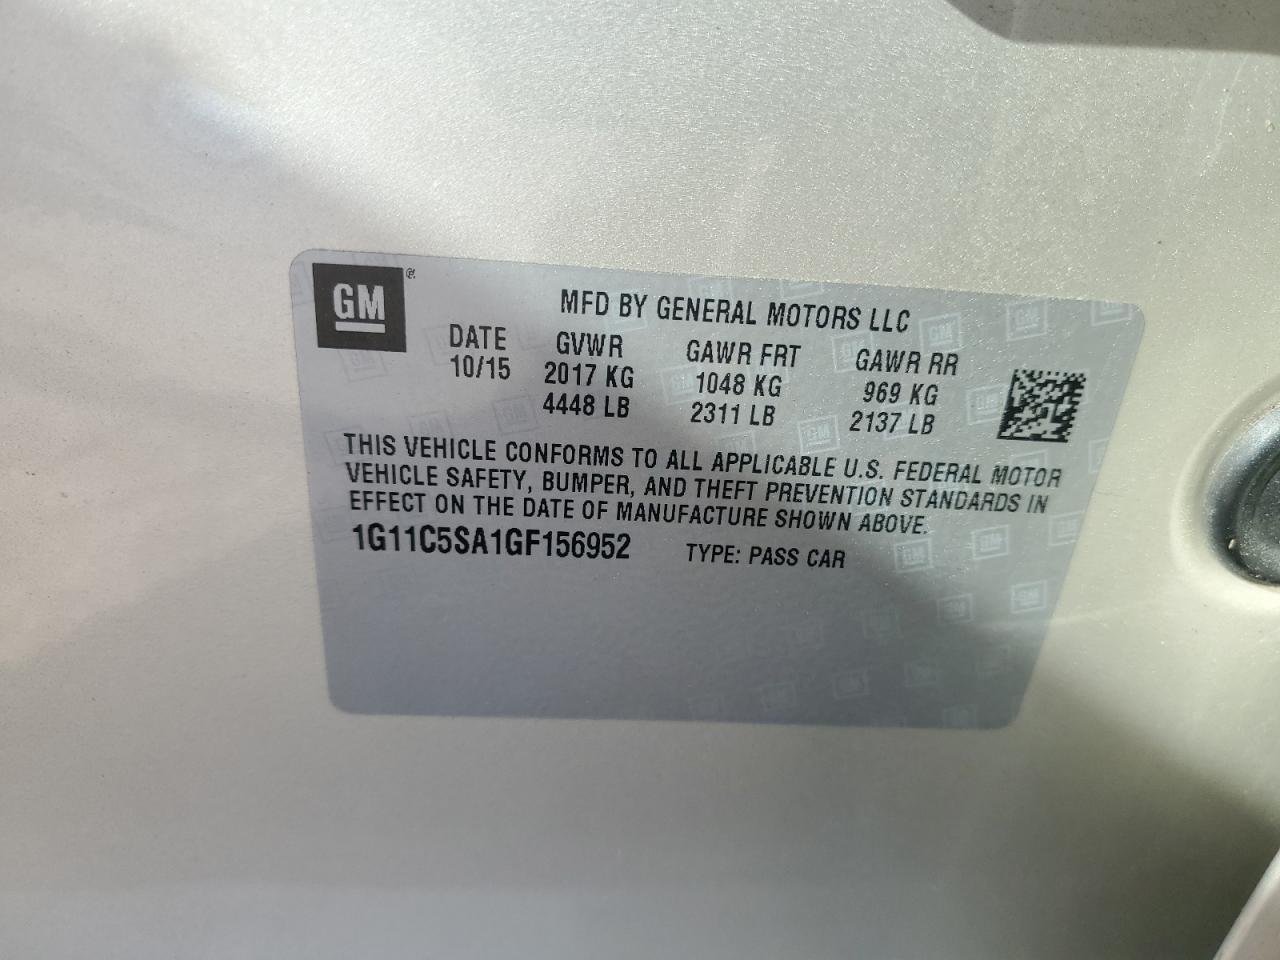 GM
MFD BY GENERAL MOTORS LLC
DATE GVWR GAWR FRT GAWR RR
10/15 2017 KG 1048 KG 969 KG
4448 LB 2311 LB 2137 LB
THIS VEHICLE CONFORMS TO ALL APPLICABLE U.S. FEDERAL MOTOR
VEHICLE SAFETY, BUMPER, AND THEFT PREVENTION STANDARDS IN
EFFECT ON THE DATE OF MANUFACTURE SHOWN ABOVE.
1G11C5SA1GF156952 TYPE: PASS CAR